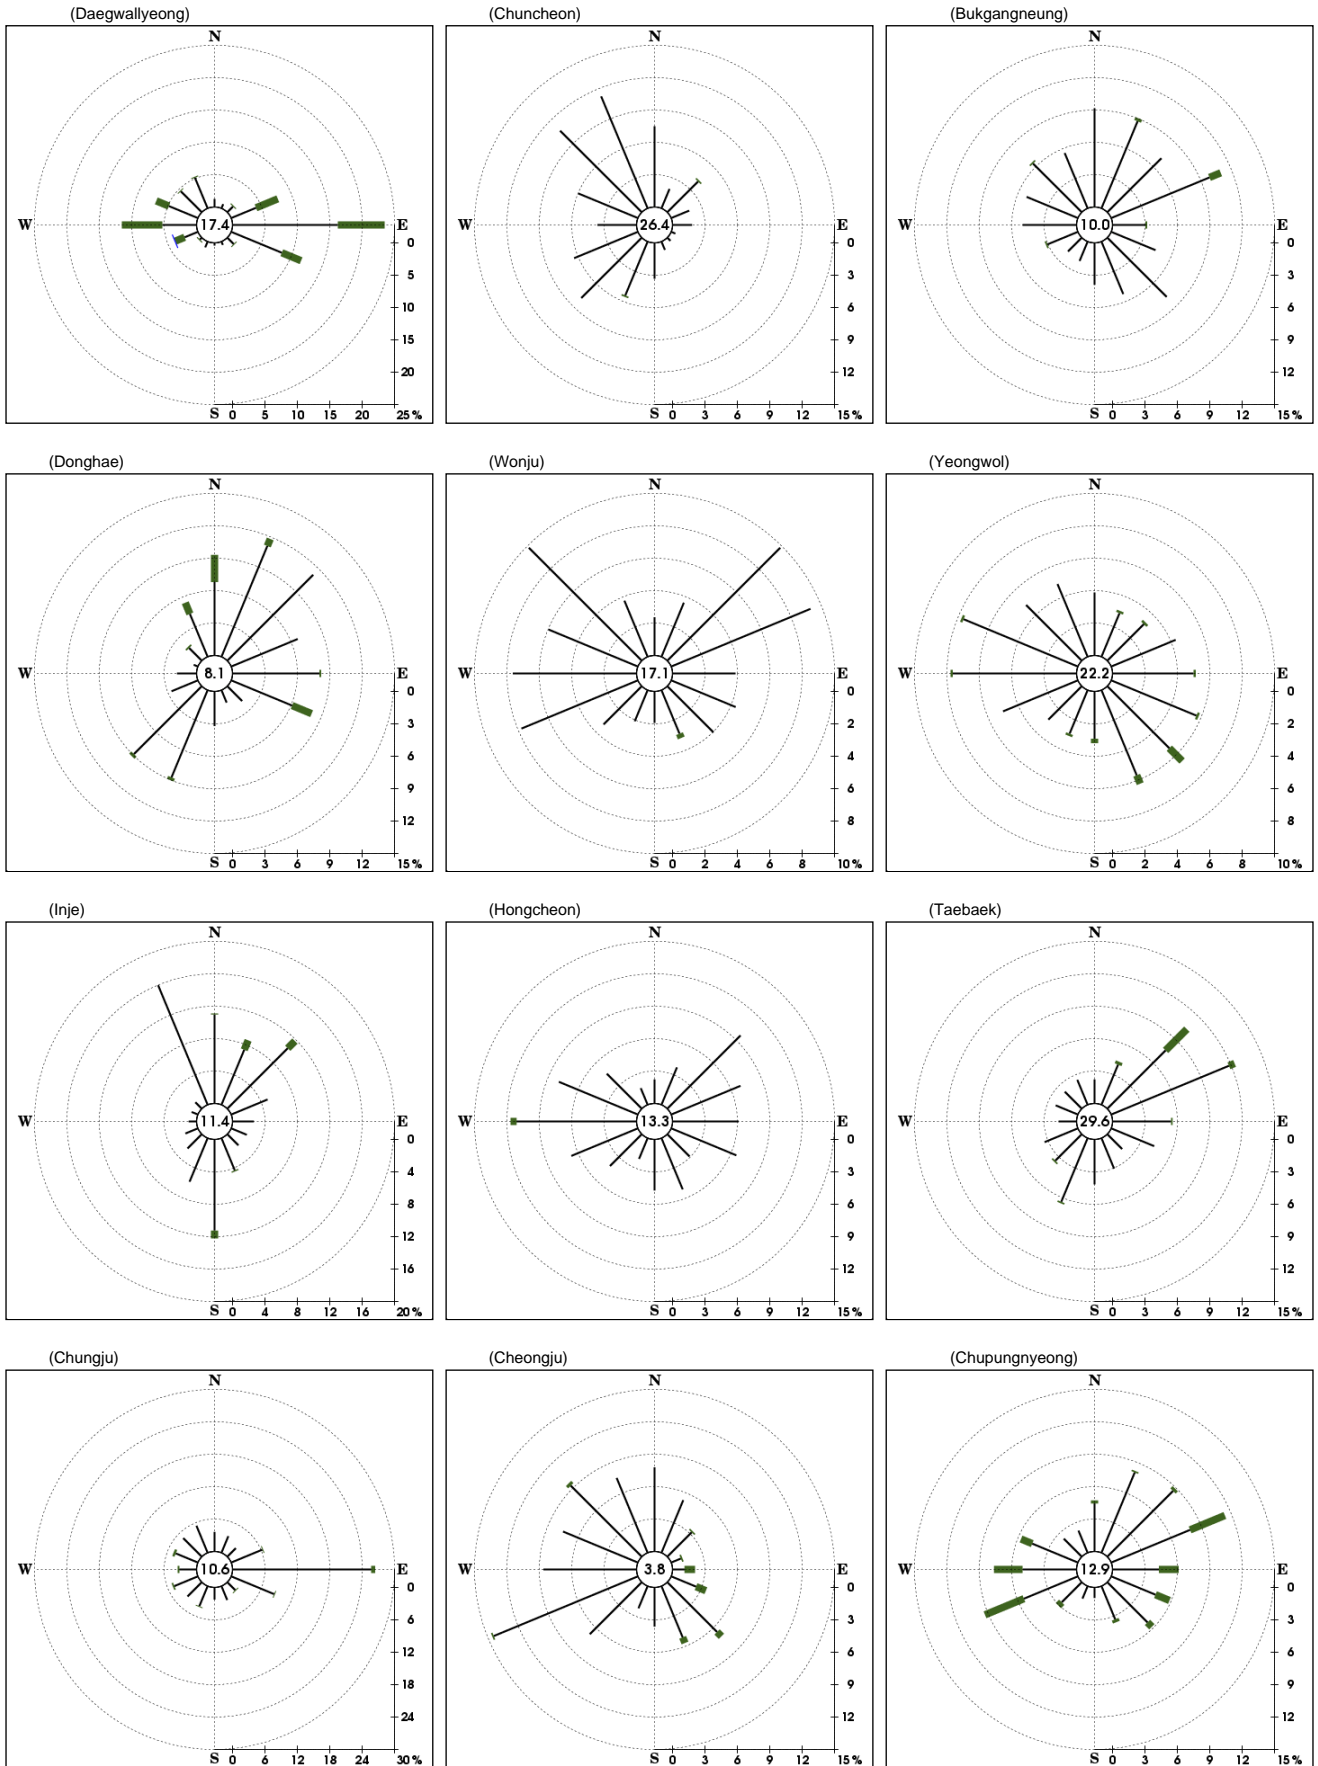 (Daegwallyeong) (Chuncheon) (Bukgangneung)
N N N
W 17.4 E W 26.4 E W 10.0 E
0 0 0
5 3 3
10 6 6
15 9 9
20 12 12
S 0 5 10 15 20 25% S 0 3 6 9 12 15% S 0 3 6 9 12 15%
(Donghae) (Wonju) (Yeongwol)
N N N
W 8.1 E W 17.1 E W 22.2 E
0 0 0
3 2 2
6 4 4
9 6 6
12 8 8
S 0 3 6 9 12 15% S 0 2 4 6 8 10% S 0 2 4 6 8 10%
(Inje) (Hongcheon) (Taebaek)
N N N
W 11.4 E W 13.3 E W 29.6 E
0 0 0
4 3 3
8 6 6
12 9 9
16 12 12
S 0 4 8 12 16 20% S 0 3 6 9 12 15% S 0 3 6 9 12 15%
(Chungju) (Cheongju) (Chupungnyeong)
N N N
W 10.6 E W 3.8 E W 12.9 E
0 0 0
6 3 3
12 6 6
18 9 9
24 12 12
S 0 6 12 18 24 30% S 0 3 6 9 12 15% S 0 3 6 9 12 15%